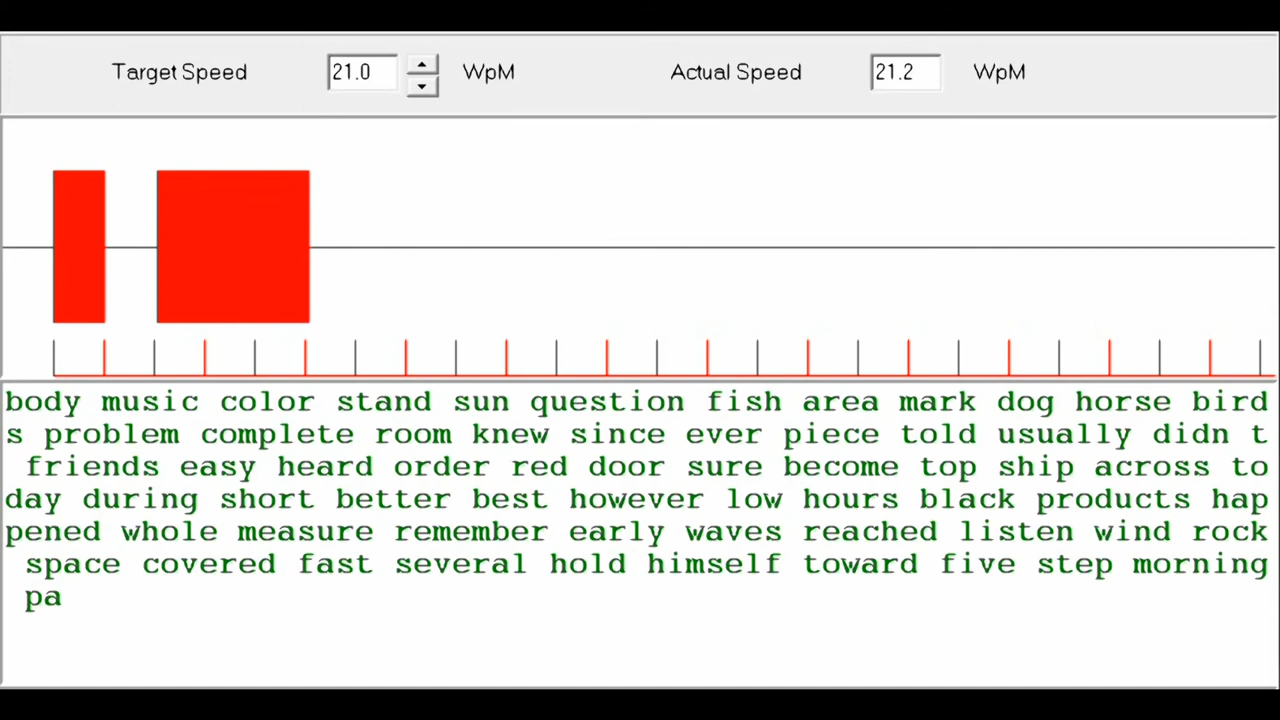 Target Speed 21.0 WpM Actual Speed 21.2 WpM
body music color stand sun question fish area mark dog horse bird
s problem complete room knew since ever piece told usually didn t
friends easy heard order red door sure become top ship across to
day during short better best however low hours black products hap
pened whole measure remember early waves reached listen wind rock
space covered fast several hold himself toward five step morning
pa